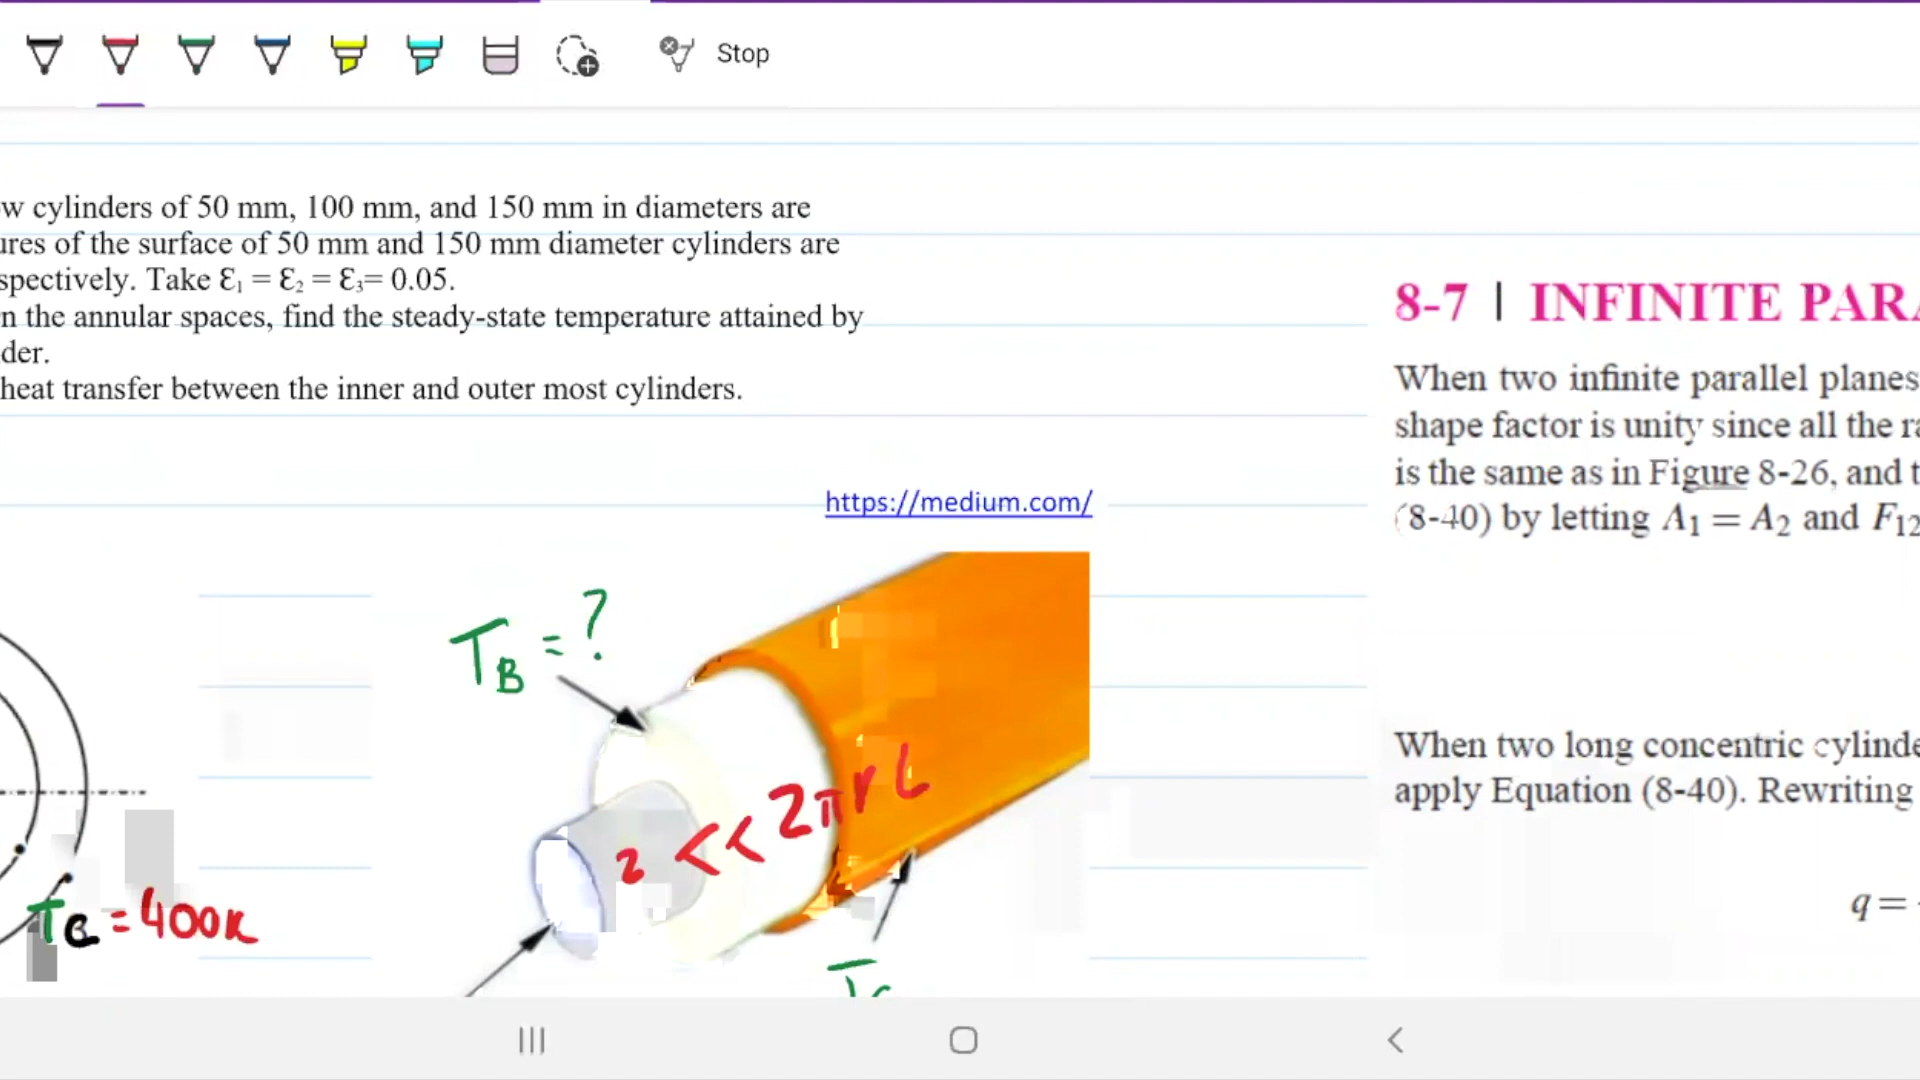 Stop
w cylinders of 50 mm, 100 mm, and 150 mm in diameters are
ures of the surface of 50 mm and 150 mm diameter cylinders are
spectively. Take Ɛ₁ = Ɛ₂ = Ɛ₃= 0.05.
n the annular spaces, find the steady-state temperature attained by
der.
heat transfer between the inner and outer most cylinders.
https://medium.com/
T_B = ?
2 << 2πrL
= 400K
8-7 | INFINITE PARA
When two infinite parallel planes
shape factor is unity since all the ra
is the same as in Figure 8-26, and t
(8-40) by letting A₁ = A₂ and F₁₂
When two long concentric cylinde
apply Equation (8-40). Rewriting
q =